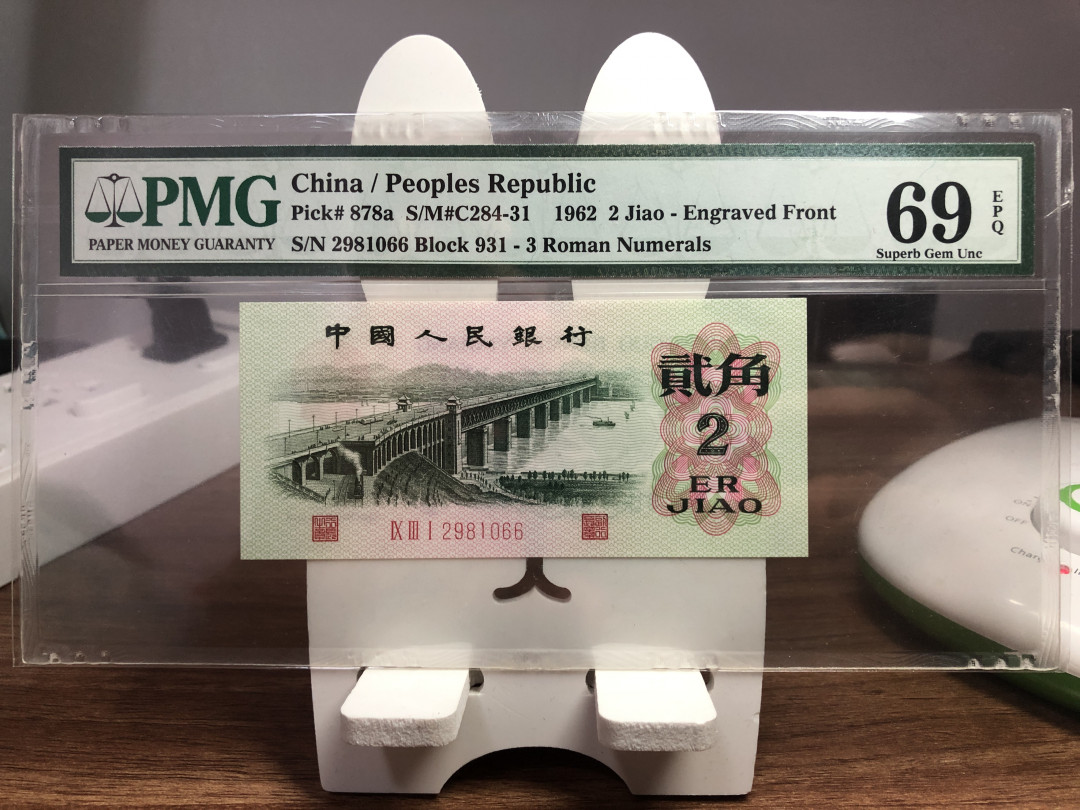 PMG
PAPER MONEY GUARANTY
China / Peoples Republic
Pick# 878a S/M#C284-31 1962 2 Jiao - Engraved Front
S/N 2981066 Block 931 - 3 Roman Numerals
69
EPQ
Superb Gem Unc
中國人民銀行
貳角
2
ER
JIAO
IX III I 2981066
OFF